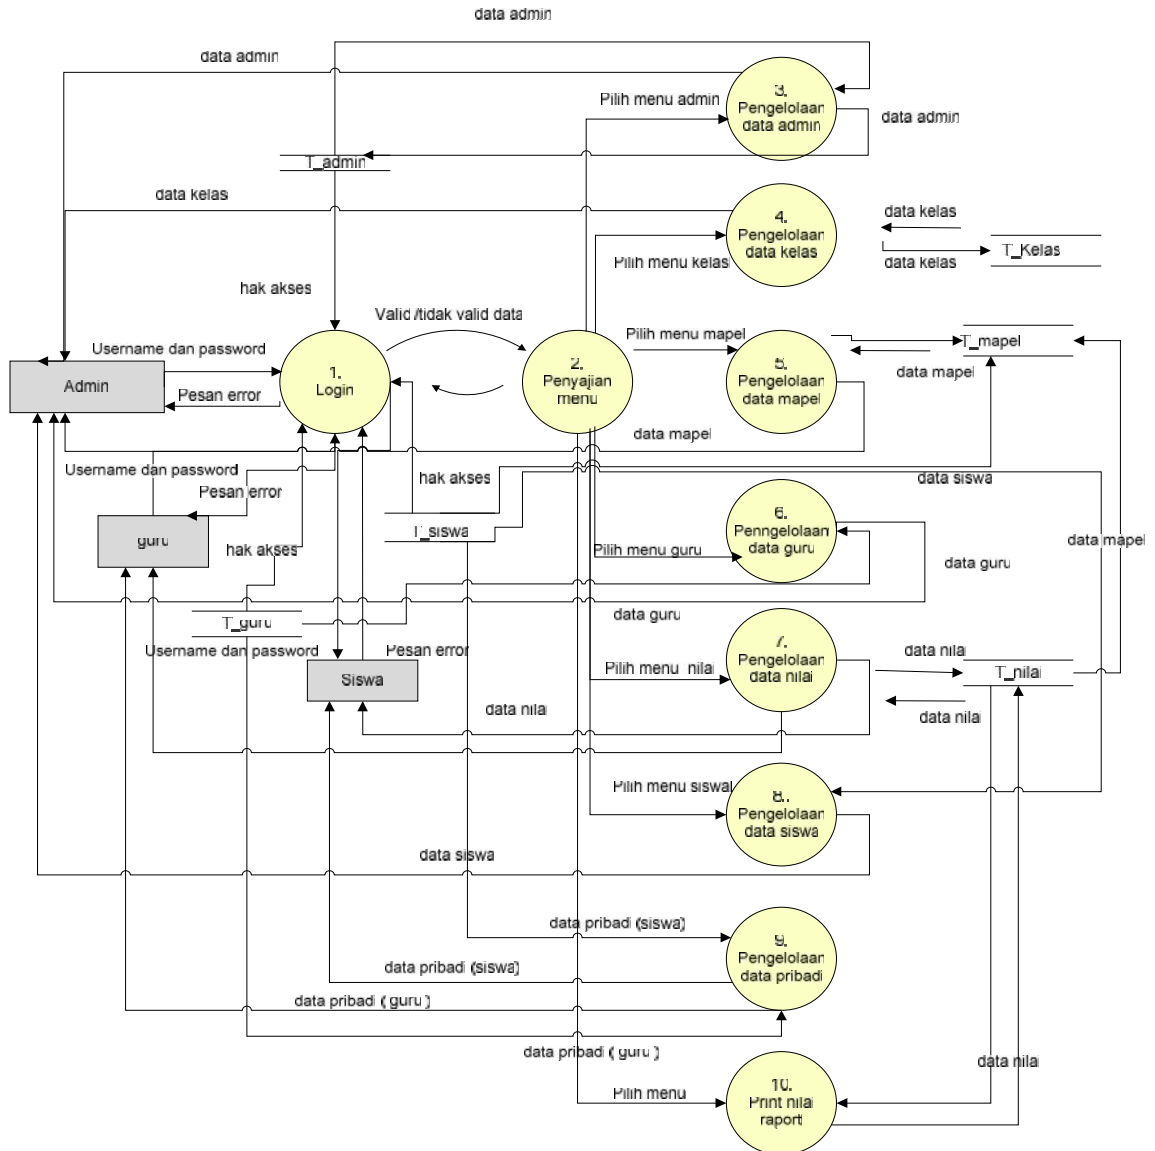 data admin
data admin
3.
Pengelolaan
data admin
Pilih menu admin
data admin
T_admin
data kelas
4.
Pengelolaan
data kelas
data kelas
T_Kelas
data kelas
Pilih menu kelas
hak akses
Valid /tidak valid data
Pilih menu mapel
T_mapel
Username dan password
1.
Login
2.
Penyajian
menu
5.
Pengelolaan
data mapel
data mapel
Admin
Pesan error
data mapel
Username dan password
hak akses
data siswa
Pesan error
6.
Penngelolaan
data guru
T_siswa
guru
hak akses
Pilih menu guru
data mapel
data guru
data guru
T_guru
7.
Pengelolaan
data nilai
Username dan password
Pesan error
data nilai
Pilih menu nilai
T_nilai
Siswa
data nilai
data nilai
Pilih menu siswal
8..
Pengelolaan
data siswa
data siswa
data pribadi (siswa)
9.
Pengelolaan
data pribadi
data pribadi (siswa)
data pribadi ( guru )
data pribadi ( guru )
data nilai
Pilih menu
10.
Print nilai
raport